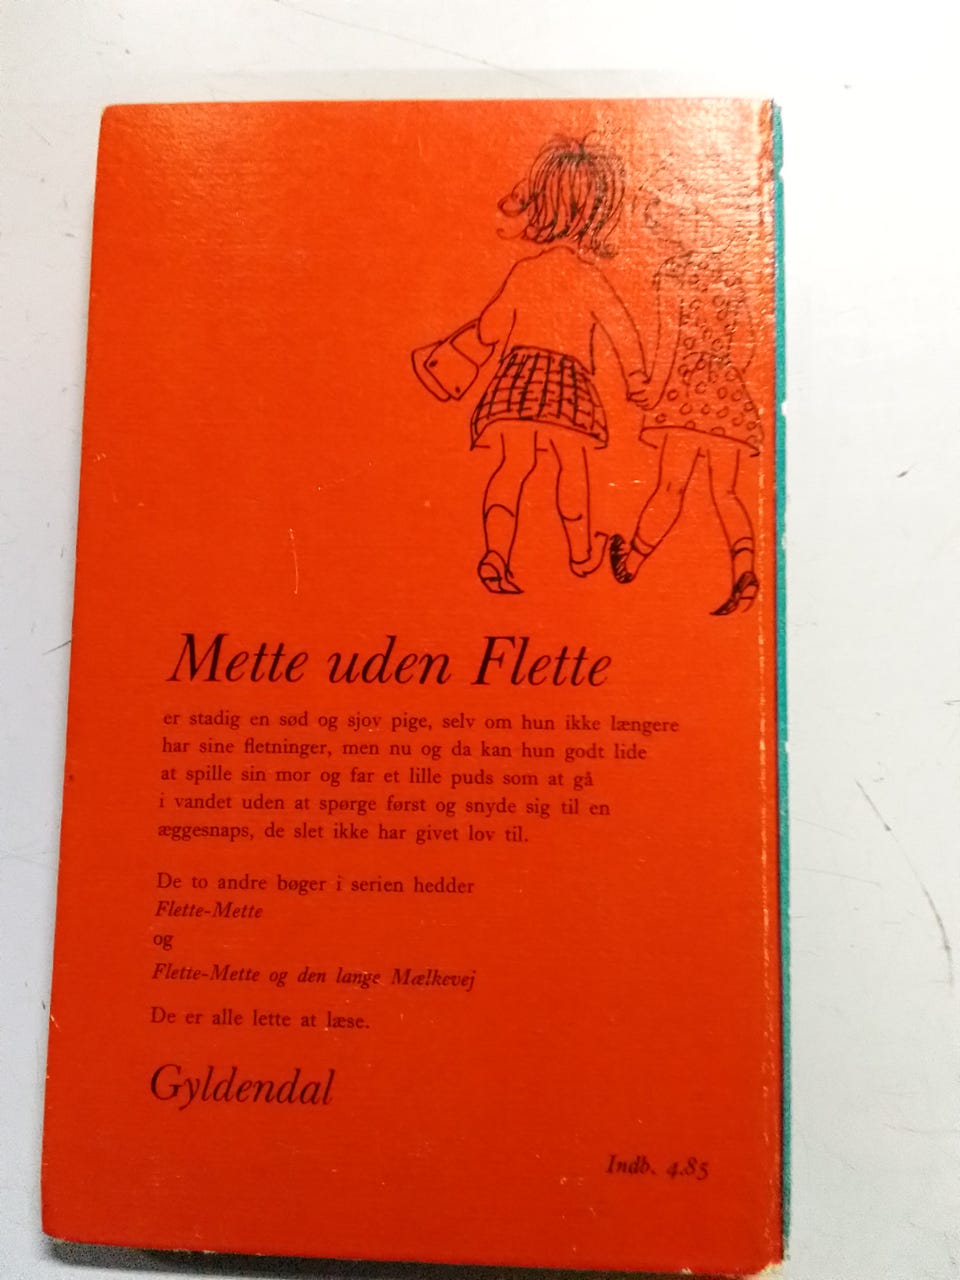 Mette uden Flette
er stadig en sød og sjov pige, selv om hun ikke længere
har sine fletninger, men nu og da kan hun godt lide
at spille sin mor og far et lille puds som at gå
i vandet uden at spørge først og snyde sig til en
æggesnaps, de slet ikke har givet lov til.
De to andre bøger i serien hedder
Flette-Mette
og
Flette-Mette og den lange Mælkevej
De er alle lette at læse.
Gyldendal
Indb. 4.85